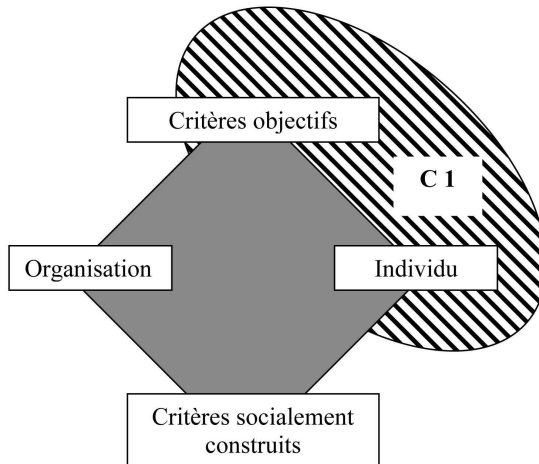 Critères objectifs
C 1
Organisation
Individu
Critères socialement
construits